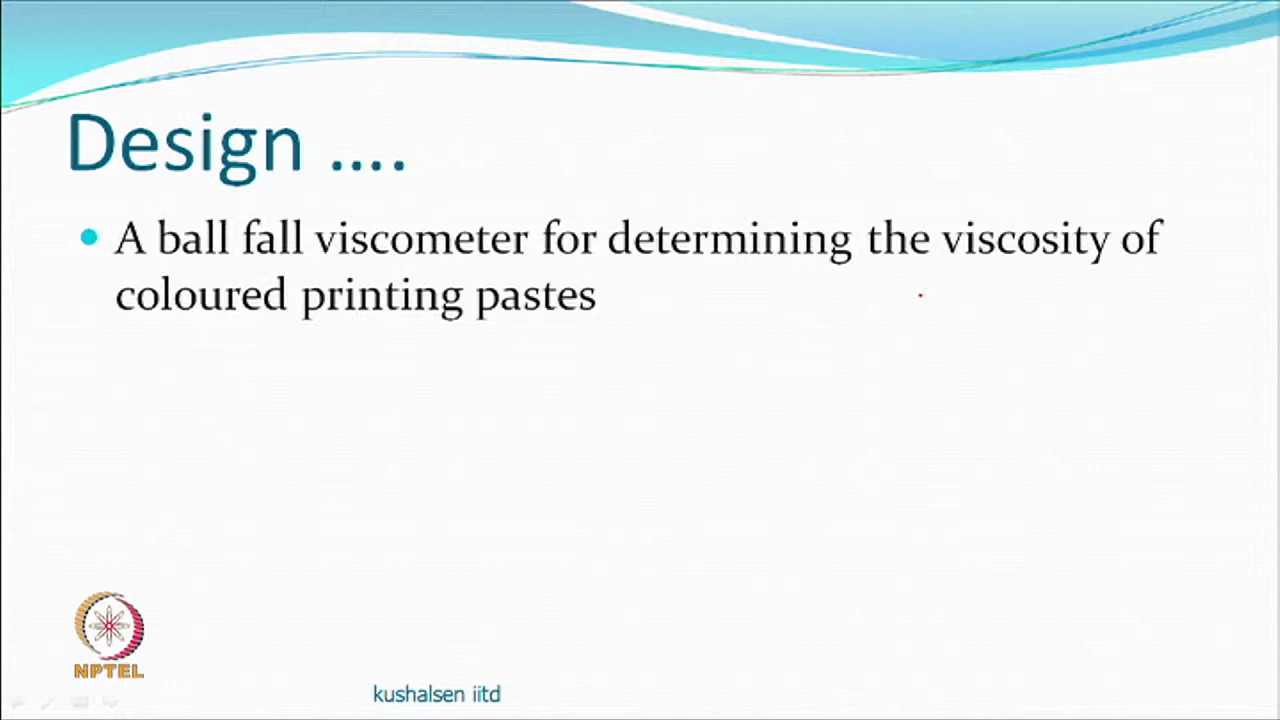 Design ....
A ball fall viscometer for determining the viscosity of
coloured printing pastes
NPTEL
kushalsen iitd